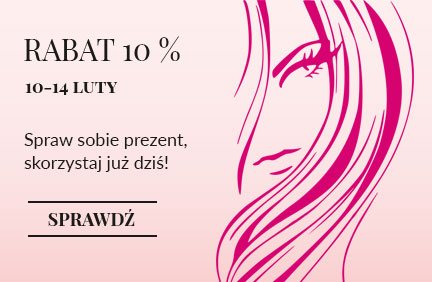 RABAT 10 %
10-14 LUTY
Spraw sobie prezent,
skorzystaj już dziś!
SPRAWDŹ